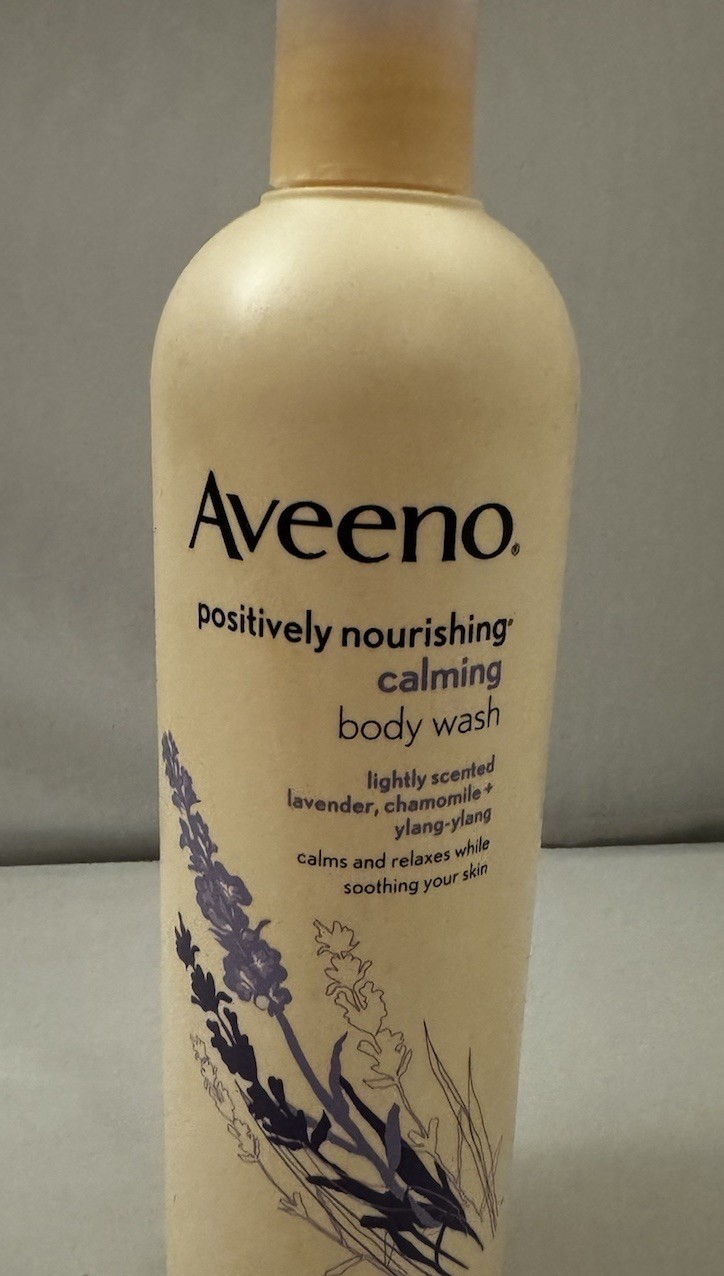 Aveeno®
positively nourishing®
calming
body wash
lightly scented
lavender, chamomile +
ylang-ylang
calms and relaxes while
soothing your skin